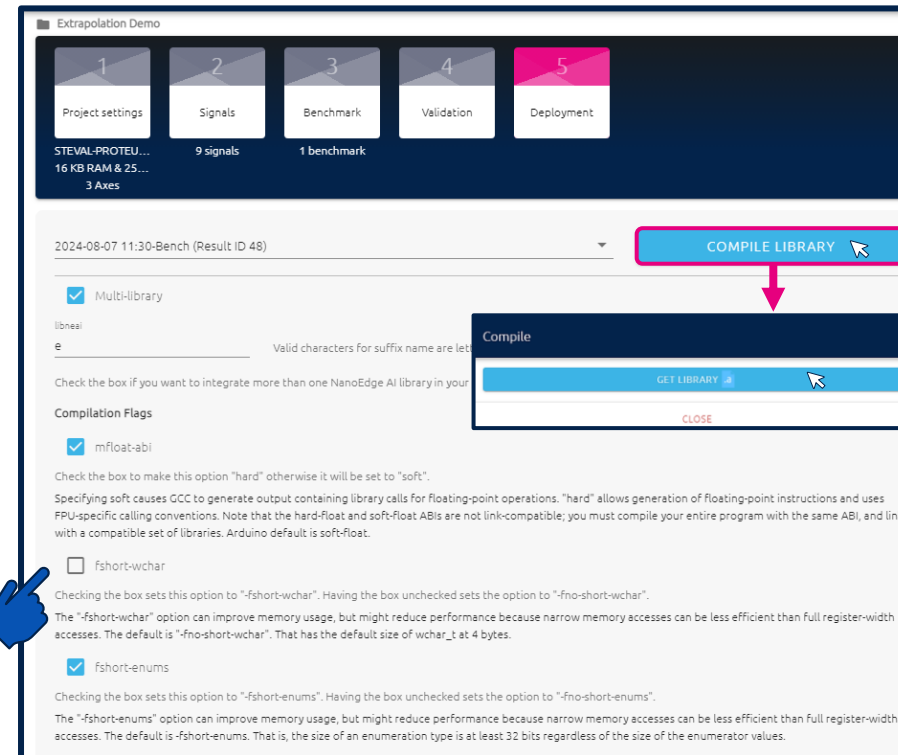 Extrapolation Demo
1
2
3
4
5
Project settings
Signals
Benchmark
Validation
Deployment
STEVAL-PROTEU...
9 signals
1 benchmark
16 KB RAM & 25...
3 Axes
2024-08-07 11:30-Bench (Result ID 48)
COMPILE LIBRARY
Multi-library
libneai
e
Valid characters for suffix name are
Compile
GET LIBRARY
CLOSE
Check the box if you want to integrate more than one NanoEdge AI library in your
Compilation Flags
mfloat-abi
Check the box to make this option "hard" otherwise it will be set to "soft".
Specifying soft causes GCC to generate output containing library calls for floating-point operations. "hard" allows generation of floating-point instructions and uses
FPU-specific calling conventions. Note that the hard-float and soft-float ABIs are not link-compatible; you must compile your entire program with the same ABI, and
with a compatible set of libraries. Arduino default is soft-float.
fshort-wchar
Checking the box sets this option to "-fshort-wchar". Having the box unchecked sets the option to "-fno-short-wchar".
The "-fshort-wchar" option can improve memory usage, but might reduce performance because narrow memory accesses can be less efficient than full register-width
accesses. The default is "-fno-short-wchar". That has the default size of wchar_t at 4 bytes.
fshort-enums
Checking the box sets this option to "-fshort-enums". Having the box unchecked sets the option to "-fno-short-enums".
The "-fshort-enums" option can improve memory usage, but might reduce performance because narrow memory accesses can be less efficient than full register-width
accesses. The default is -fshort-enums. That is, the size of an enumeration type is at least 32 bits regardless of the size of the enumerator values.